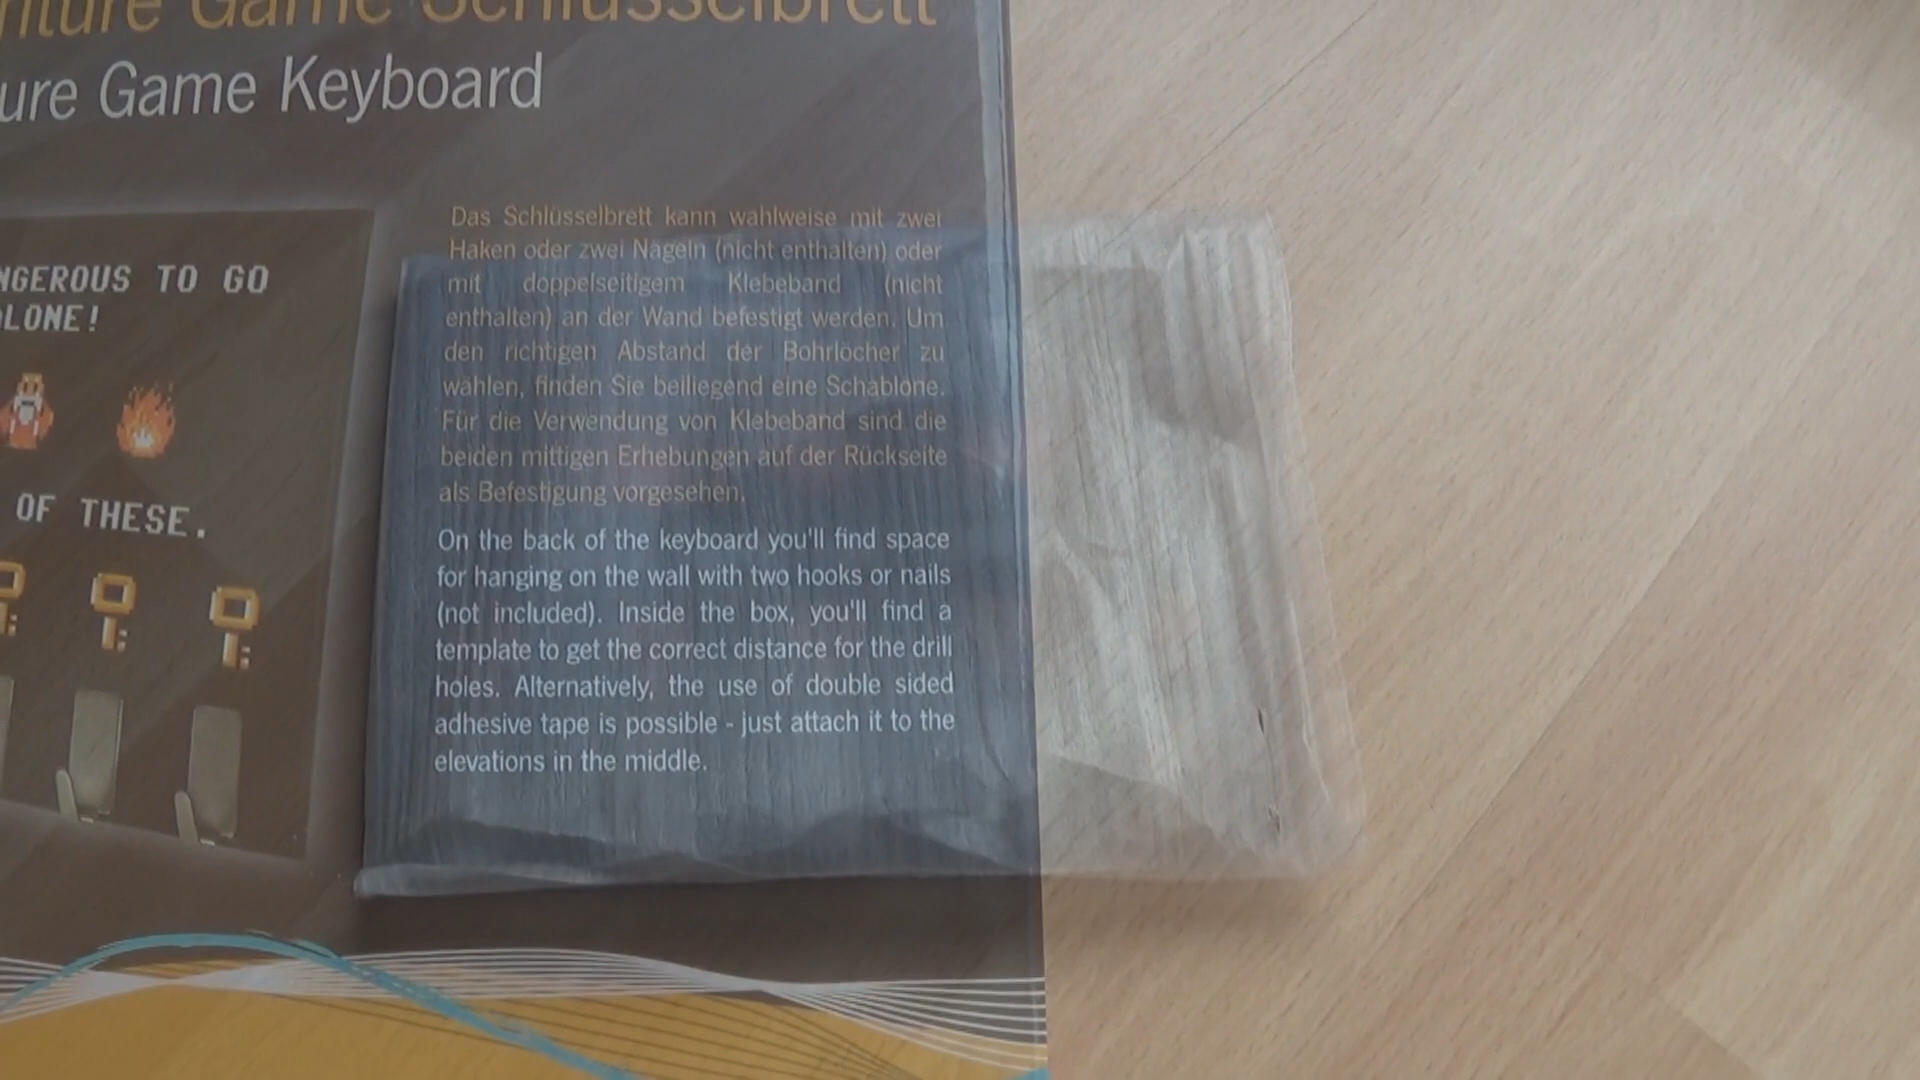 Game Schlüsselbrett
Game Keyboard
TO GO
OF THESE.
Das Schlüsselbrett kann wahlweise mit zwei
Haken oder zwei Nägeln (nicht enthalten) oder
mit doppelseitigem Klebeband (nicht
enthalten) an der Wand befestigt werden. Um
den richtigen Abstand der Bohrlöcher zu
wählen, finden Sie beiliegend eine Schablone.
Für die Verwendung von Klebeband sind die
beiden mittigen Erhebungen auf der Rückseite
als Befestigung vorgesehen.
On the back of the keyboard you'll find space
for hanging on the wall with two hooks or nails
(not included). Inside the box, you'll find a
template to get the correct distance for the drill
holes. Alternatively, the use of double sided
adhesive tape is possible - just attach it to the
elevations in the middle.